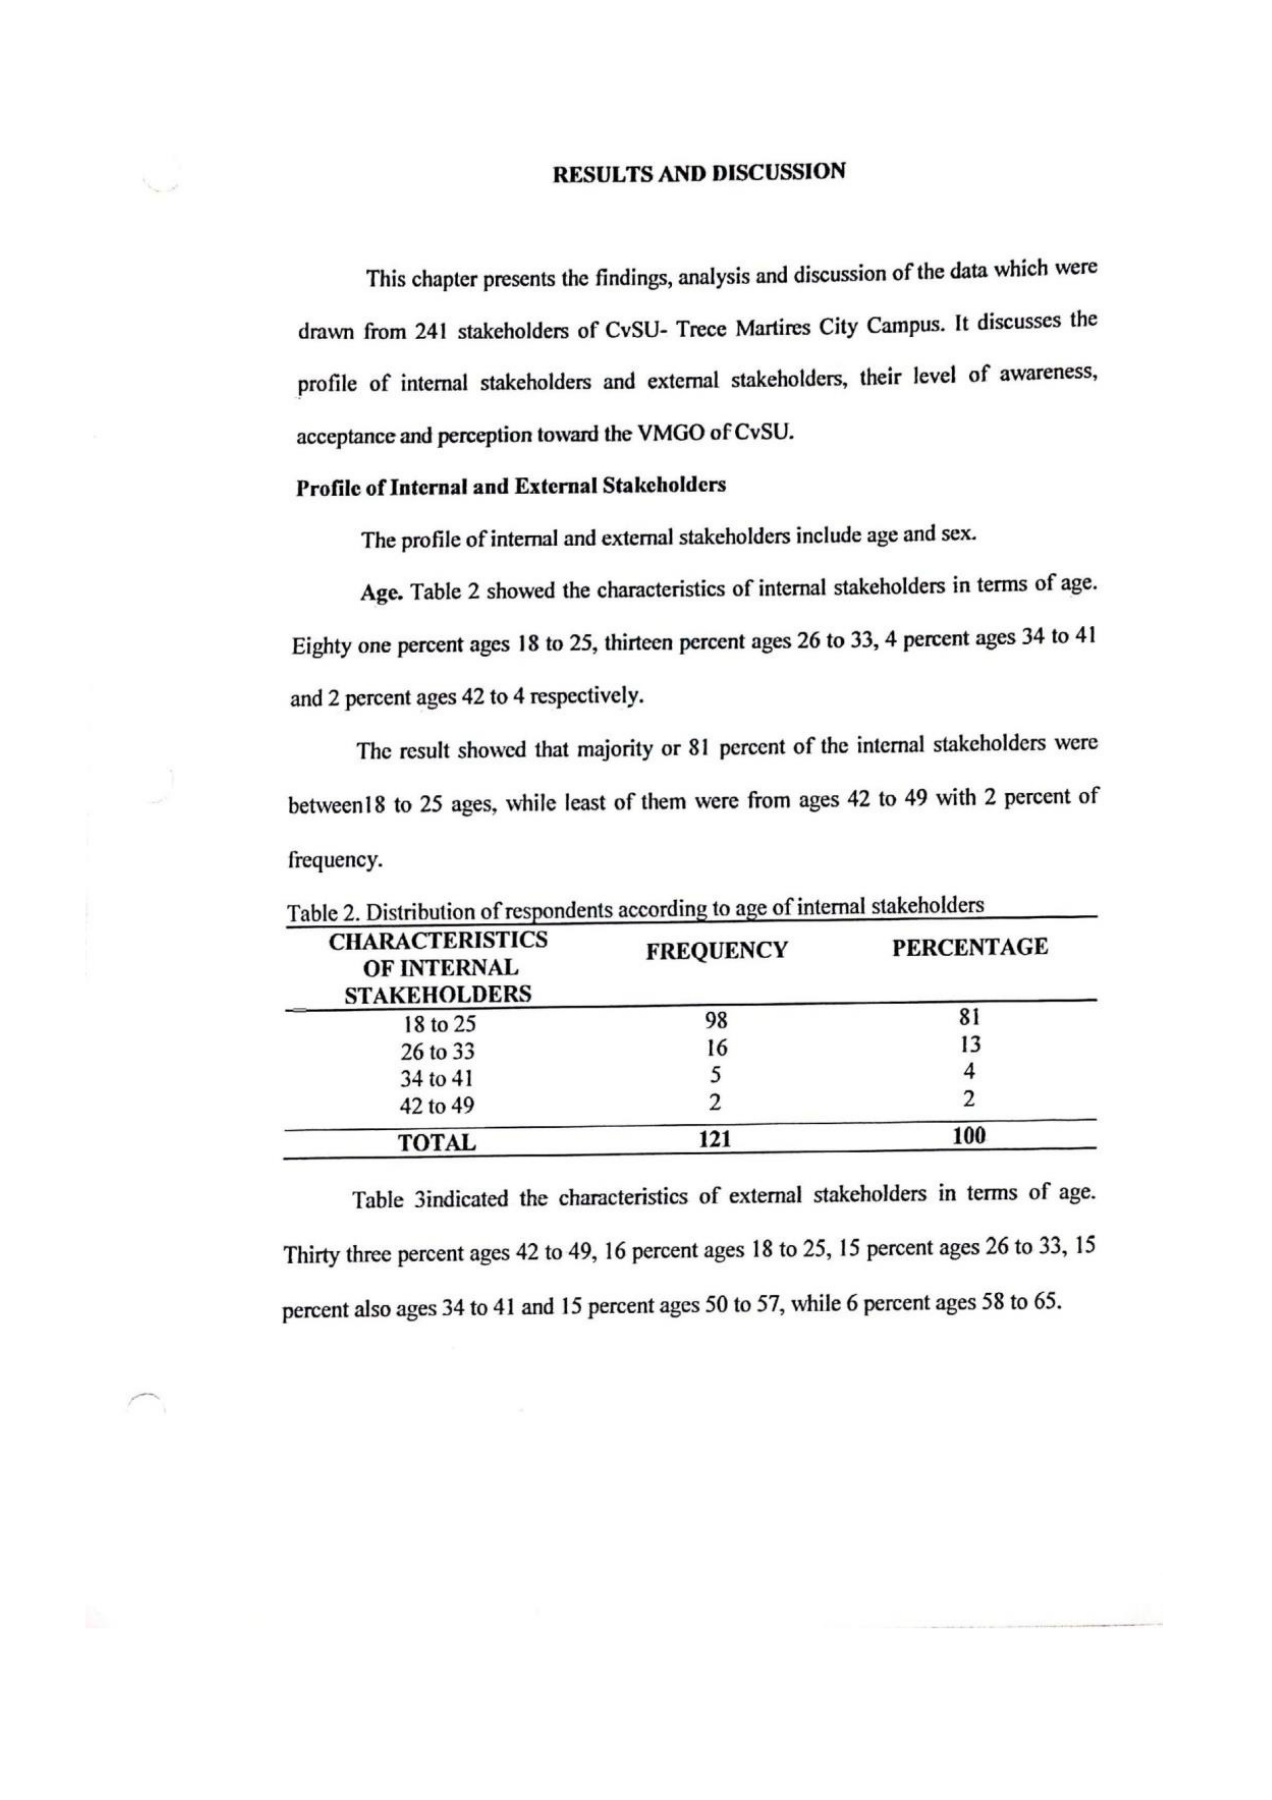 RESULTS AND DISCUSSION
This chapter presents the findings, analysis and discussion of the data which were
drawn from 241 stakeholders of CvSU- Trece Martires City Campus. It discusses the
profile of internal stakeholders and external stakeholders, their level of awareness,
acceptance and perception toward the VMGO of CvSU.
Profile of Internal and External Stakeholders
The profile of internal and external stakeholders include age and sex.
Age. Table 2 showed the characteristics of internal stakeholders in terms of age.
Eighty one percent ages 18 to 25, thirteen percent ages 26 to 33, 4 percent ages 34 to 41
and 2 percent ages 42 to 4 respectively.
The result showed that majority or 81 percent of the internal stakeholders were
between18 to 25 ages, while least of them were from ages 42 to 49 with 2 percent of
frequency.
Table 2. Distribution of respondents according to age of internal stakeholders
CHARACTERISTICS OF INTERNAL STAKEHOLDERS FREQUENCY PERCENTAGE
18 to 25 98 81
26 to 33 16 13
34 to 41 5 4
42 to 49 2 2
TOTAL 121 100
Table 3indicated the characteristics of external stakeholders in terms of age.
Thirty three percent ages 42 to 49, 16 percent ages 18 to 25, 15 percent ages 26 to 33, 15
percent also ages 34 to 41 and 15 percent ages 50 to 57, while 6 percent ages 58 to 65.